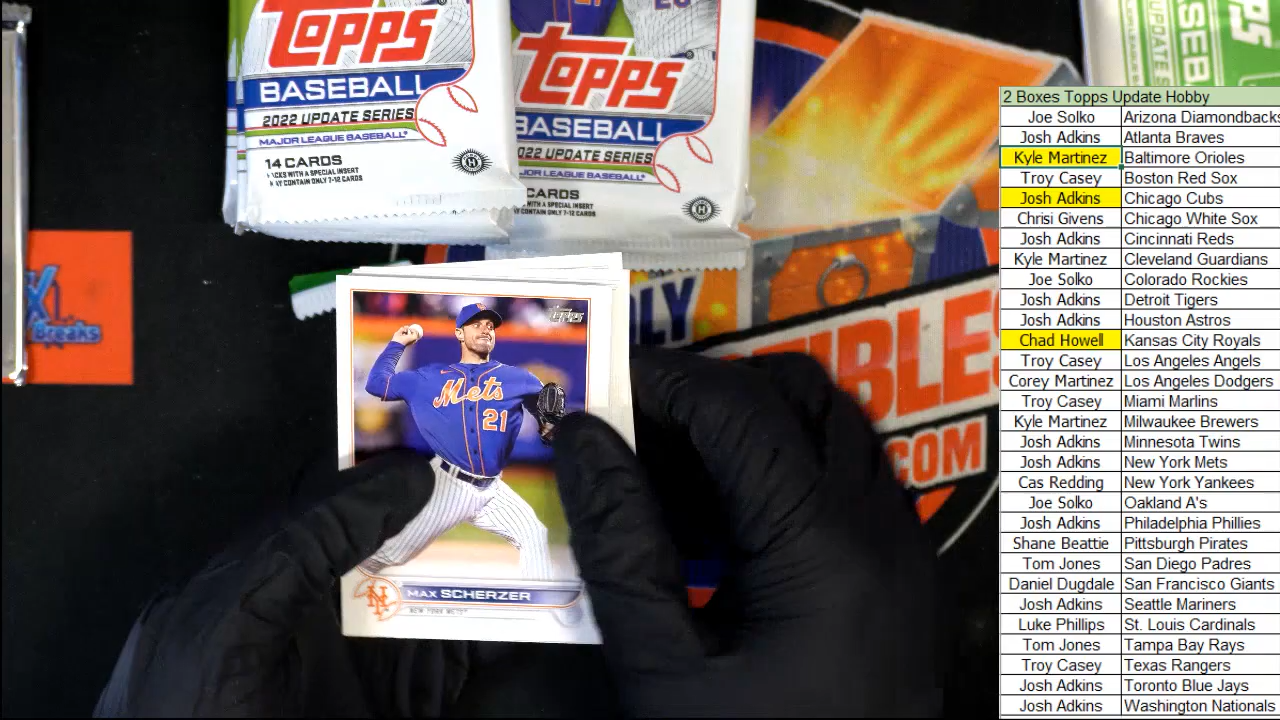 TOPPS
BASEBALL
2022 UPDATE SERIES
MAJOR LEAGUE BASEBALL
14 CARDS
TOPPS
BASEBALL
UPDATE SERIES
LEAGUE BASEBALL
CARDS
Breaks
Topps
Mets
21
NY
MAX SCHERZER
NEW YORK METS
.COM
2 Boxes Topps Update Hobby
Joe Solko Arizona Diamondbacks
Josh Adkins Atlanta Braves
Kyle Martinez Baltimore Orioles
Troy Casey Boston Red Sox
Josh Adkins Chicago Cubs
Chrisi Givens Chicago White Sox
Josh Adkins Cincinnati Reds
Kyle Martinez Cleveland Guardians
Joe Solko Colorado Rockies
Josh Adkins Detroit Tigers
Josh Adkins Houston Astros
Chad Howell Kansas City Royals
Troy Casey Los Angeles Angels
Corey Martinez Los Angeles Dodgers
Troy Casey Miami Marlins
Kyle Martinez Milwaukee Brewers
Josh Adkins Minnesota Twins
Josh Adkins New York Mets
Cas Redding New York Yankees
Joe Solko Oakland A's
Josh Adkins Philadelphia Phillies
Shane Beattie Pittsburgh Pirates
Tom Jones San Diego Padres
Daniel Dugdale San Francisco Giants
Josh Adkins Seattle Mariners
Luke Phillips St. Louis Cardinals
Tom Jones Tampa Bay Rays
Troy Casey Texas Rangers
Josh Adkins Toronto Blue Jays
Josh Adkins Washington Nationals